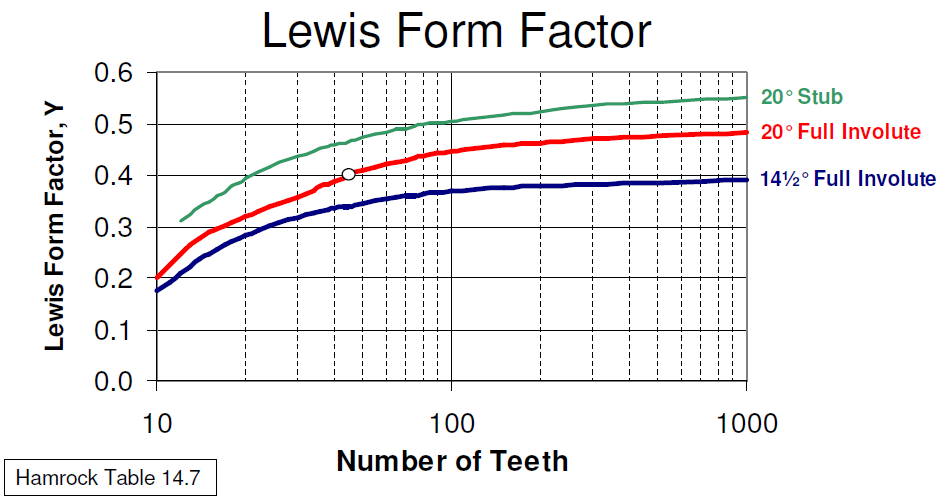 Lewis Form Factor
0.6
0.5
0.4
0.3
0.2
0.1
0.0
Lewis Form Factor, Y
10
100
1000
Number of Teeth
20° Stub
20° Full Involute
14½° Full Involute
Hamrock Table 14.7